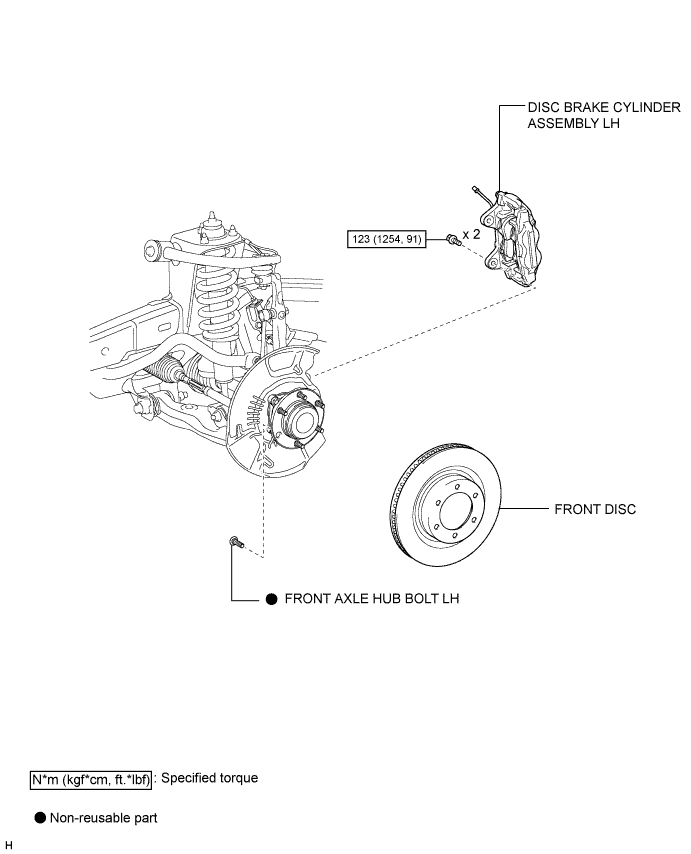 DISC BRAKE CYLINDER
ASSEMBLY LH
123 (1254, 91)
x 2
FRONT DISC
● FRONT AXLE HUB BOLT LH
N*m (kgf*cm, ft.*lbf) : Specified torque
● Non-reusable part
H